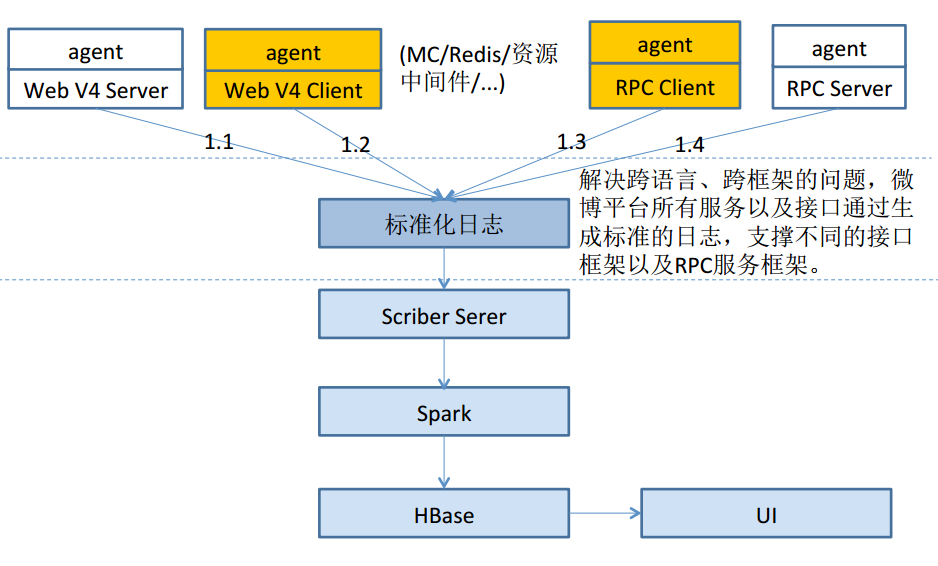 agent
Web V4 Server
agent
Web V4 Client
(MC/Redis/资源
中间件/...)
agent
RPC Client
agent
RPC Server
1.1
1.2
1.3
1.4
标准化日志
解决跨语言、跨框架的问题，微
博平台所有服务以及接口通过生
成标准的日志，支撑不同的接口
框架以及RPC服务框架。
Scriber Serer
Spark
HBase
UI